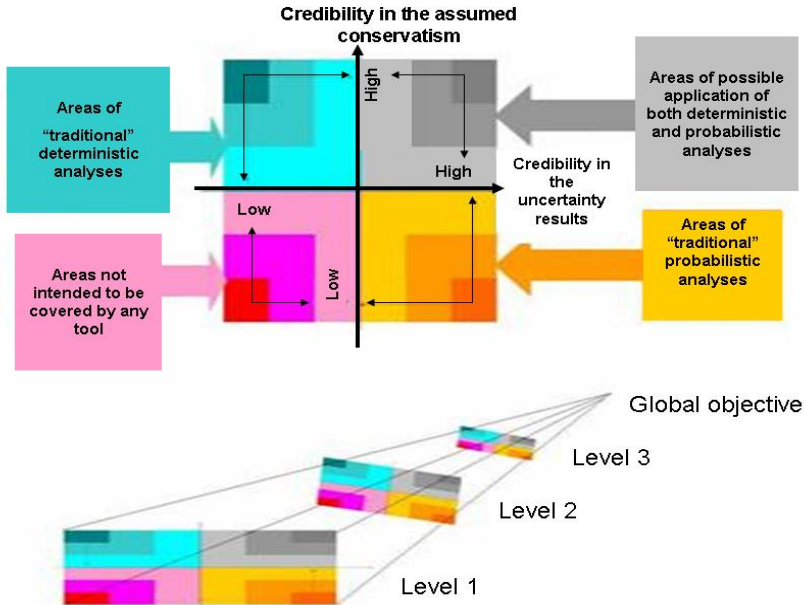 Credibility in the assumed
conservatism
Areas of
“traditional”
deterministic
analyses
High
Areas of possible
application of
both deterministic
and probabilistic
analyses
High
Credibility in
the
uncertainty
results
Low
Low
Areas not
intended to be
covered by any
tool
Areas of
“traditional”
probabilistic
analyses
Global objective
Level 3
Level 2
Level 1